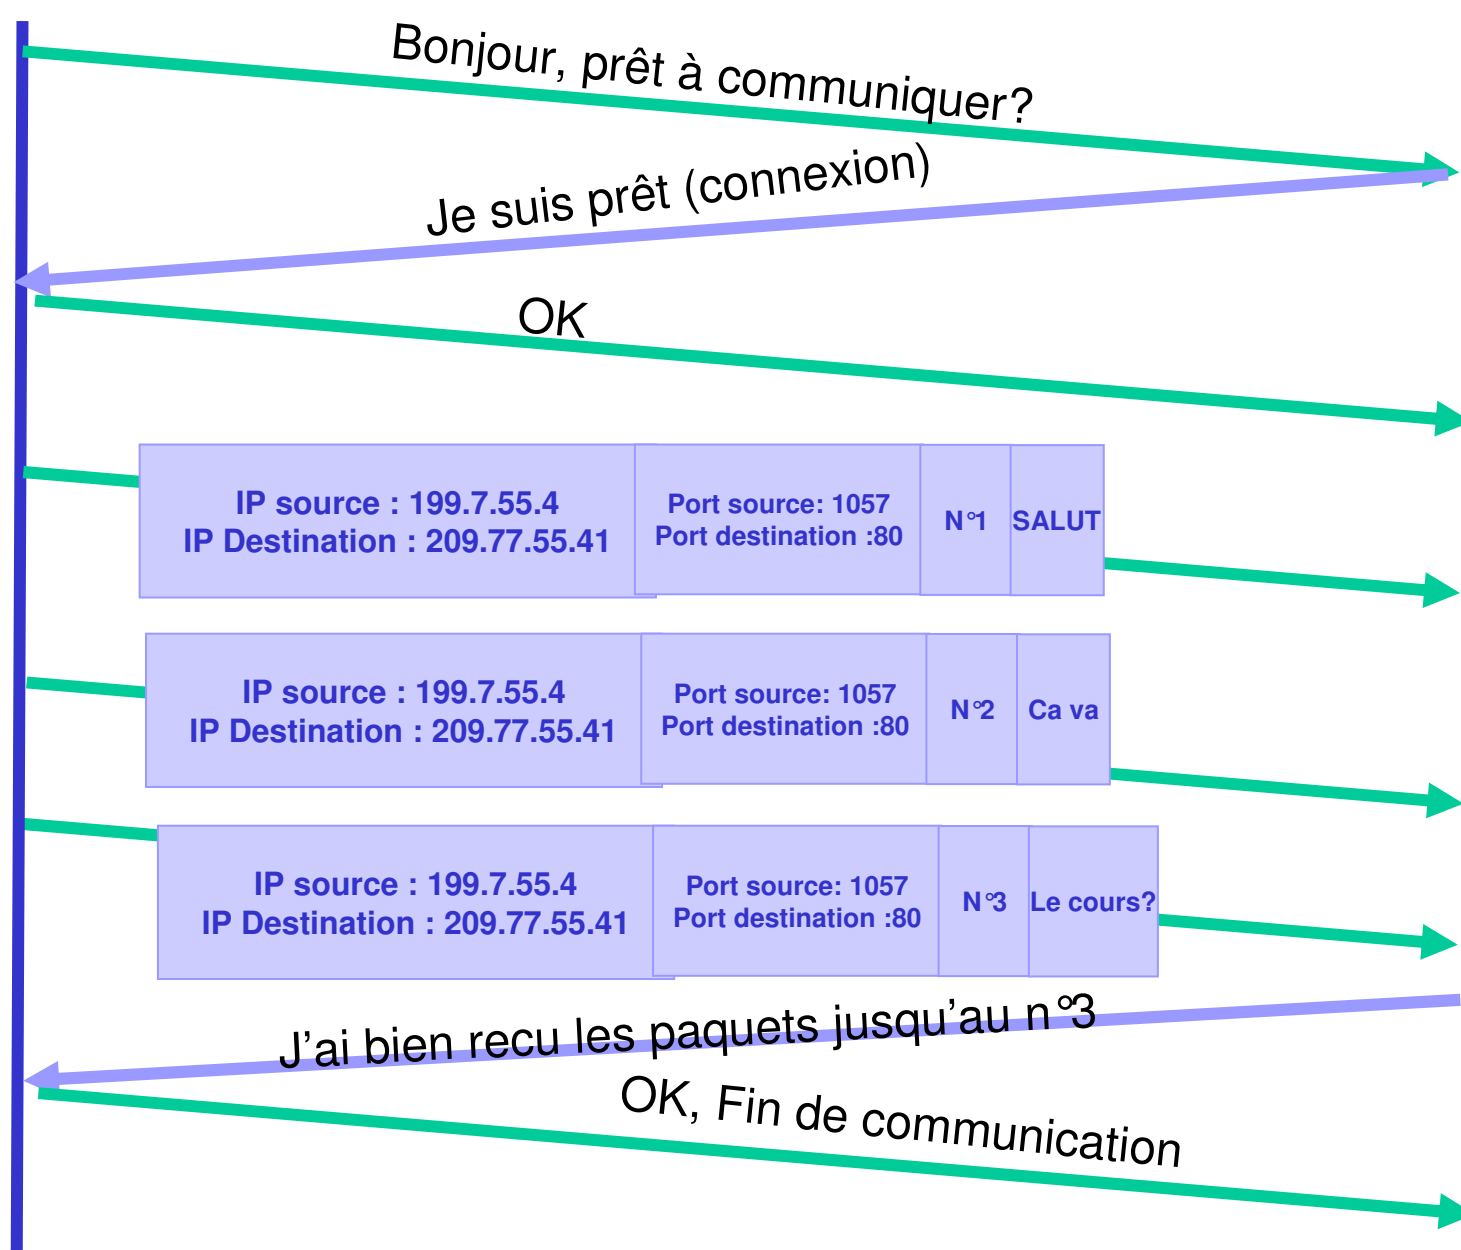 Bonjour, prêt à communiquer?
Je suis prêt (connexion)
OK
IP source : 199.7.55.4
IP Destination : 209.77.55.41
Port source: 1057
Port destination :80
N°1
SALUT
IP source : 199.7.55.4
IP Destination : 209.77.55.41
Port source: 1057
Port destination :80
N°2
Ca va
IP source : 199.7.55.4
IP Destination : 209.77.55.41
Port source: 1057
Port destination :80
N°3
Le cours?
J’ai bien recu les paquets jusqu’au n°3
OK, Fin de communication